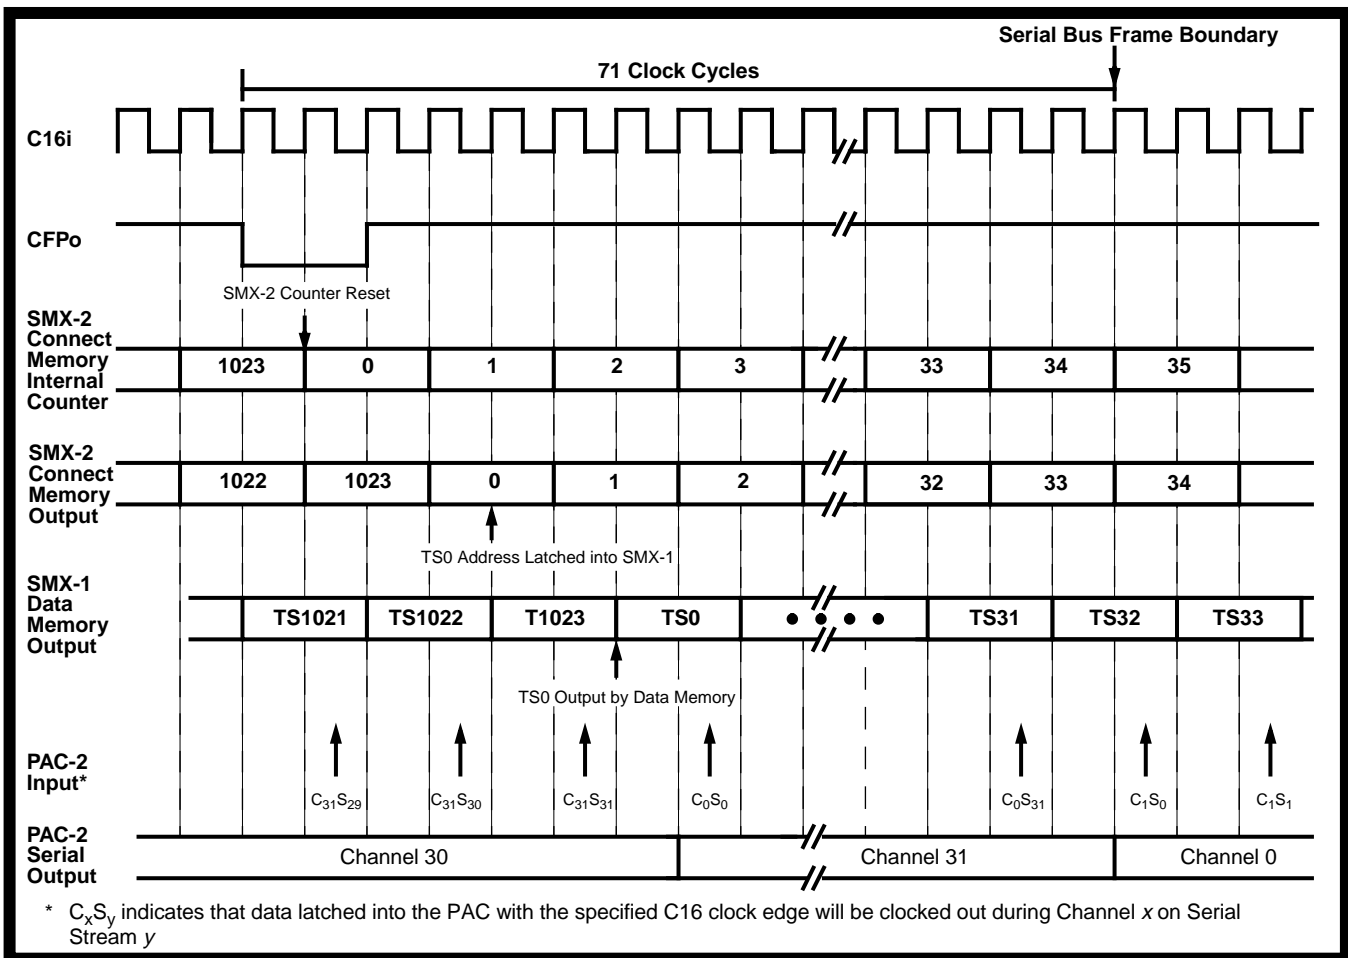 Serial Bus Frame Boundary
71 Clock Cycles
C16i
CFPo
SMX-2 Counter Reset
SMX-2
Connect
Memory
Internal
Counter
1023 0 1 2 3 33 34 35
SMX-2
Connect
Memory
Output
1022 1023 0 1 2 32 33 34
TS0 Address Latched into SMX-1
SMX-1
Data
Memory
Output
TS1021 TS1022 T1023 TS0 TS31 TS32 TS33
TS0 Output by Data Memory
PAC-2
Input*
C31S29 C31S30 C31S31 C0S0 C0S31 C1S0 C1S1
PAC-2
Serial
Output
Channel 30 Channel 31 Channel 0
* CxSy indicates that data latched into the PAC with the specified C16 clock edge will be clocked out during Channel x on Serial
Stream y